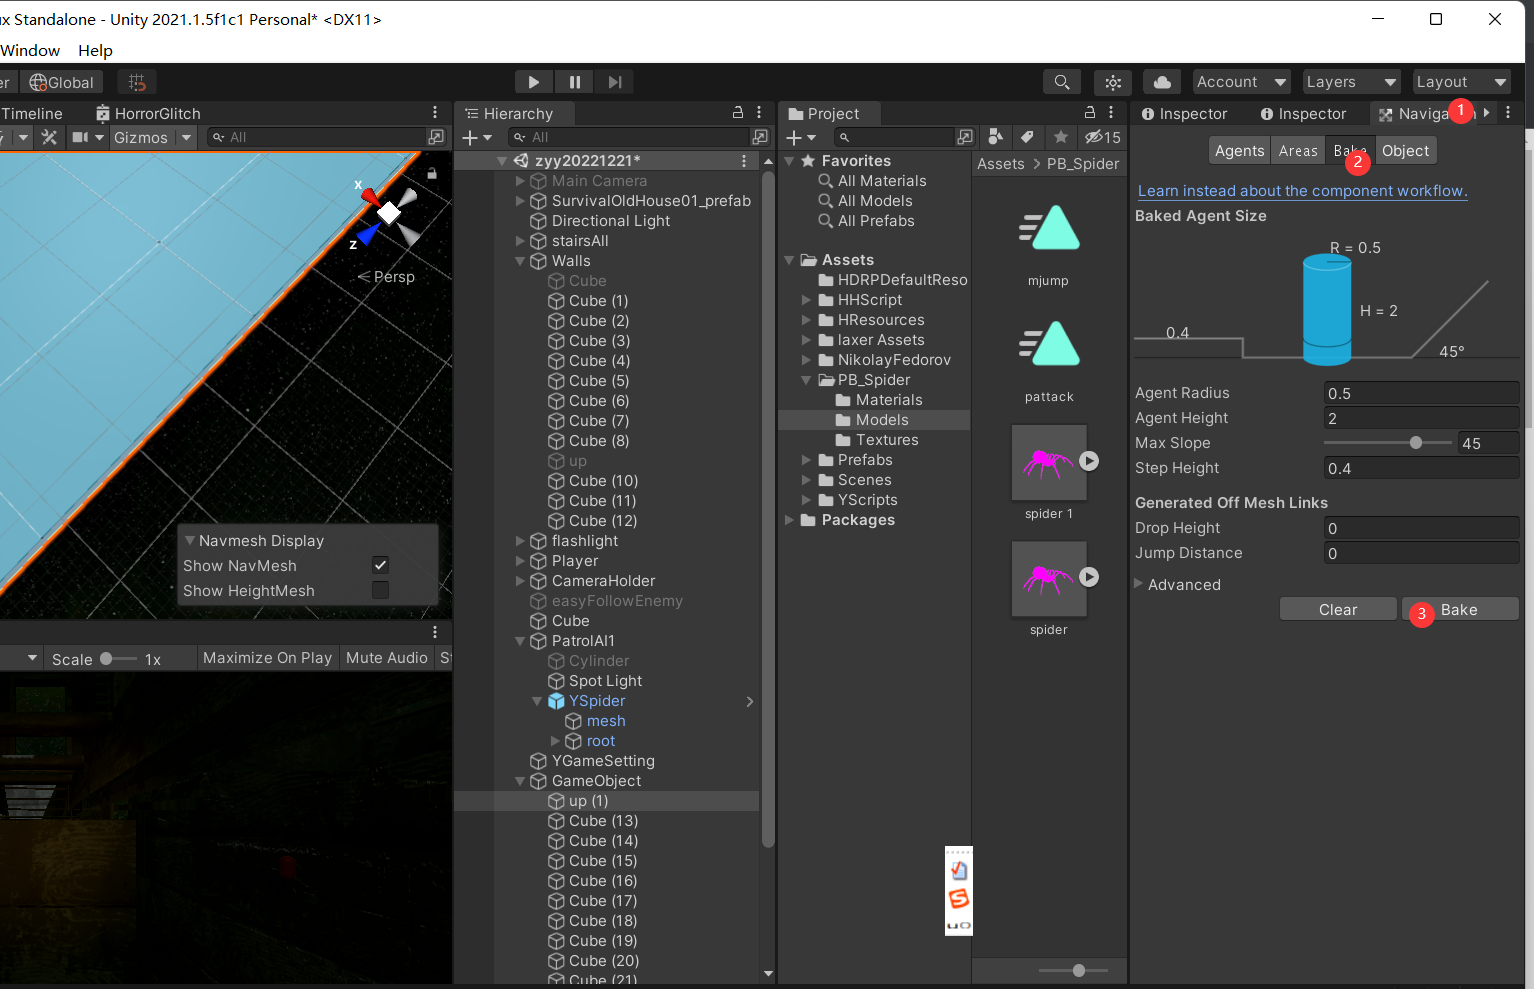 x Standalone - Unity 2021.1.5f1c1 Personal* <DX11>
Window Help
er Global
Account Layers Layout
Timeline HorrorGlitch
Gizmos All
Persp
x
z
Navmesh Display
Show NavMesh
Show HeightMesh
Scale 1x Maximize On Play Mute Audio St
Hierarchy
All
zyy20221221*
Main Camera
SurvivalOldHouse01_prefab
Directional Light
stairsAll
Walls
Cube
Cube (1)
Cube (2)
Cube (3)
Cube (4)
Cube (5)
Cube (6)
Cube (7)
Cube (8)
up
Cube (10)
Cube (11)
Cube (12)
flashlight
Player
CameraHolder
easyFollowEnemy
Cube
PatrolAI1
Cylinder
Spot Light
YSpider
mesh
root
YGameSetting
GameObject
up (1)
Cube (13)
Cube (14)
Cube (15)
Cube (16)
Cube (17)
Cube (18)
Cube (19)
Cube (20)
Cube (21)
Project
15
Favorites
All Materials
All Models
All Prefabs
Assets
HDRPDefaultReso
HHScript
HResources
laxer Assets
NikolayFedorov
PB_Spider
Materials
Models
Textures
Prefabs
Scenes
YScripts
Packages
Assets > PB_Spider
mjump
pattack
spider 1
spider
Inspector Inspector Navigation 1
Agents Areas Bake Object
2
Learn instead about the component workflow.
Baked Agent Size
R = 0.5
H = 2
0.4
45°
Agent Radius 0.5
Agent Height 2
Max Slope 45
Step Height 0.4
Generated Off Mesh Links
Drop Height 0
Jump Distance 0
Advanced
Clear 3 Bake